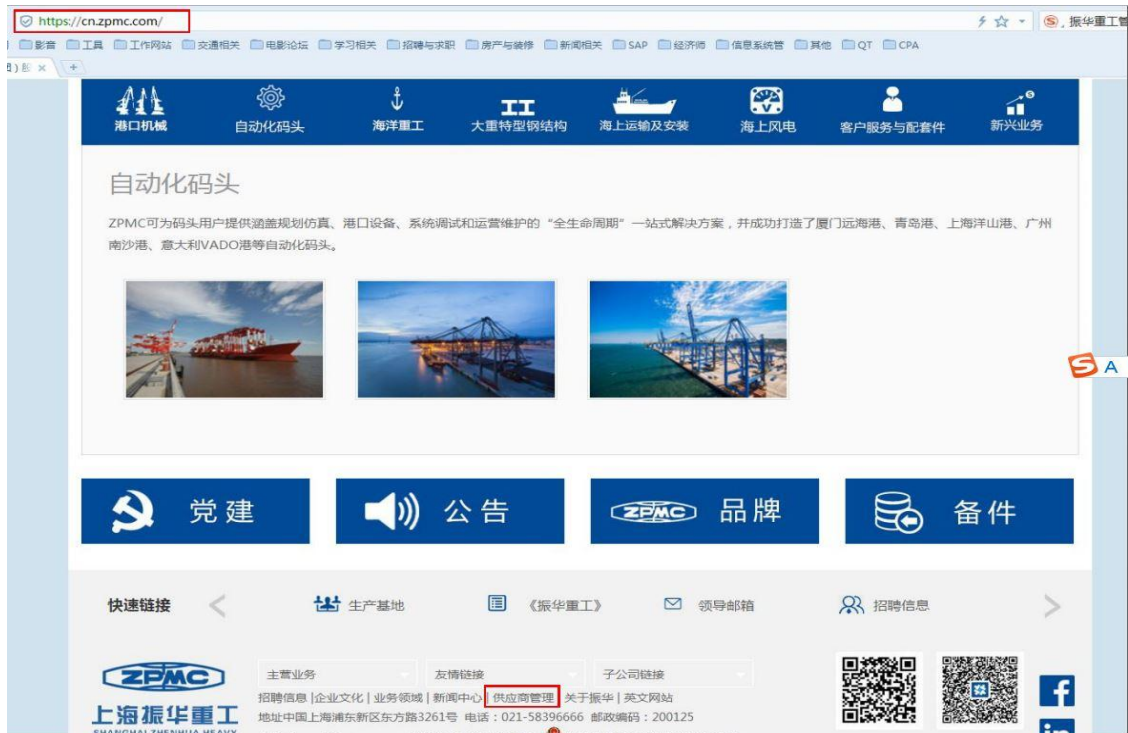 https://cn.zpmc.com/
振华重工管
影音 工具 工作网站 交通相关 电影论坛 学习相关 招聘与求职 房产与装修 新闻相关 SAP 经济师 信息系统管 其他 QT CPA
港口机械 自动化码头 海洋重工 大重特型钢结构 海上运输及安装 海上风电 客户服务与配套件 新兴业务
自动化码头
ZPMC可为码头用户提供涵盖规划仿真、港口设备、系统调试和运营维护的“全生命周期”一站式解决方案，并成功打造了厦门远海港、青岛港、上海洋山港、广州
南沙港、意大利VADO港等自动化码头。
S A
党建 公告 ZPMC 品牌 备件
快速链接 < 生产基地 《振华重工》 领导邮箱 招聘信息 >
ZPMC
主营业务 友情链接 子公司链接
招聘信息 |企业文化 | 业务领域 | 新闻中心 | 供应商管理 关于振华 | 英文网站
上海振华重工
地址中国上海浦东新区东方路3261号 电话：021-58396666 邮政编码：200125
SHANGHAI ZHENHUA HEAVY
f
in